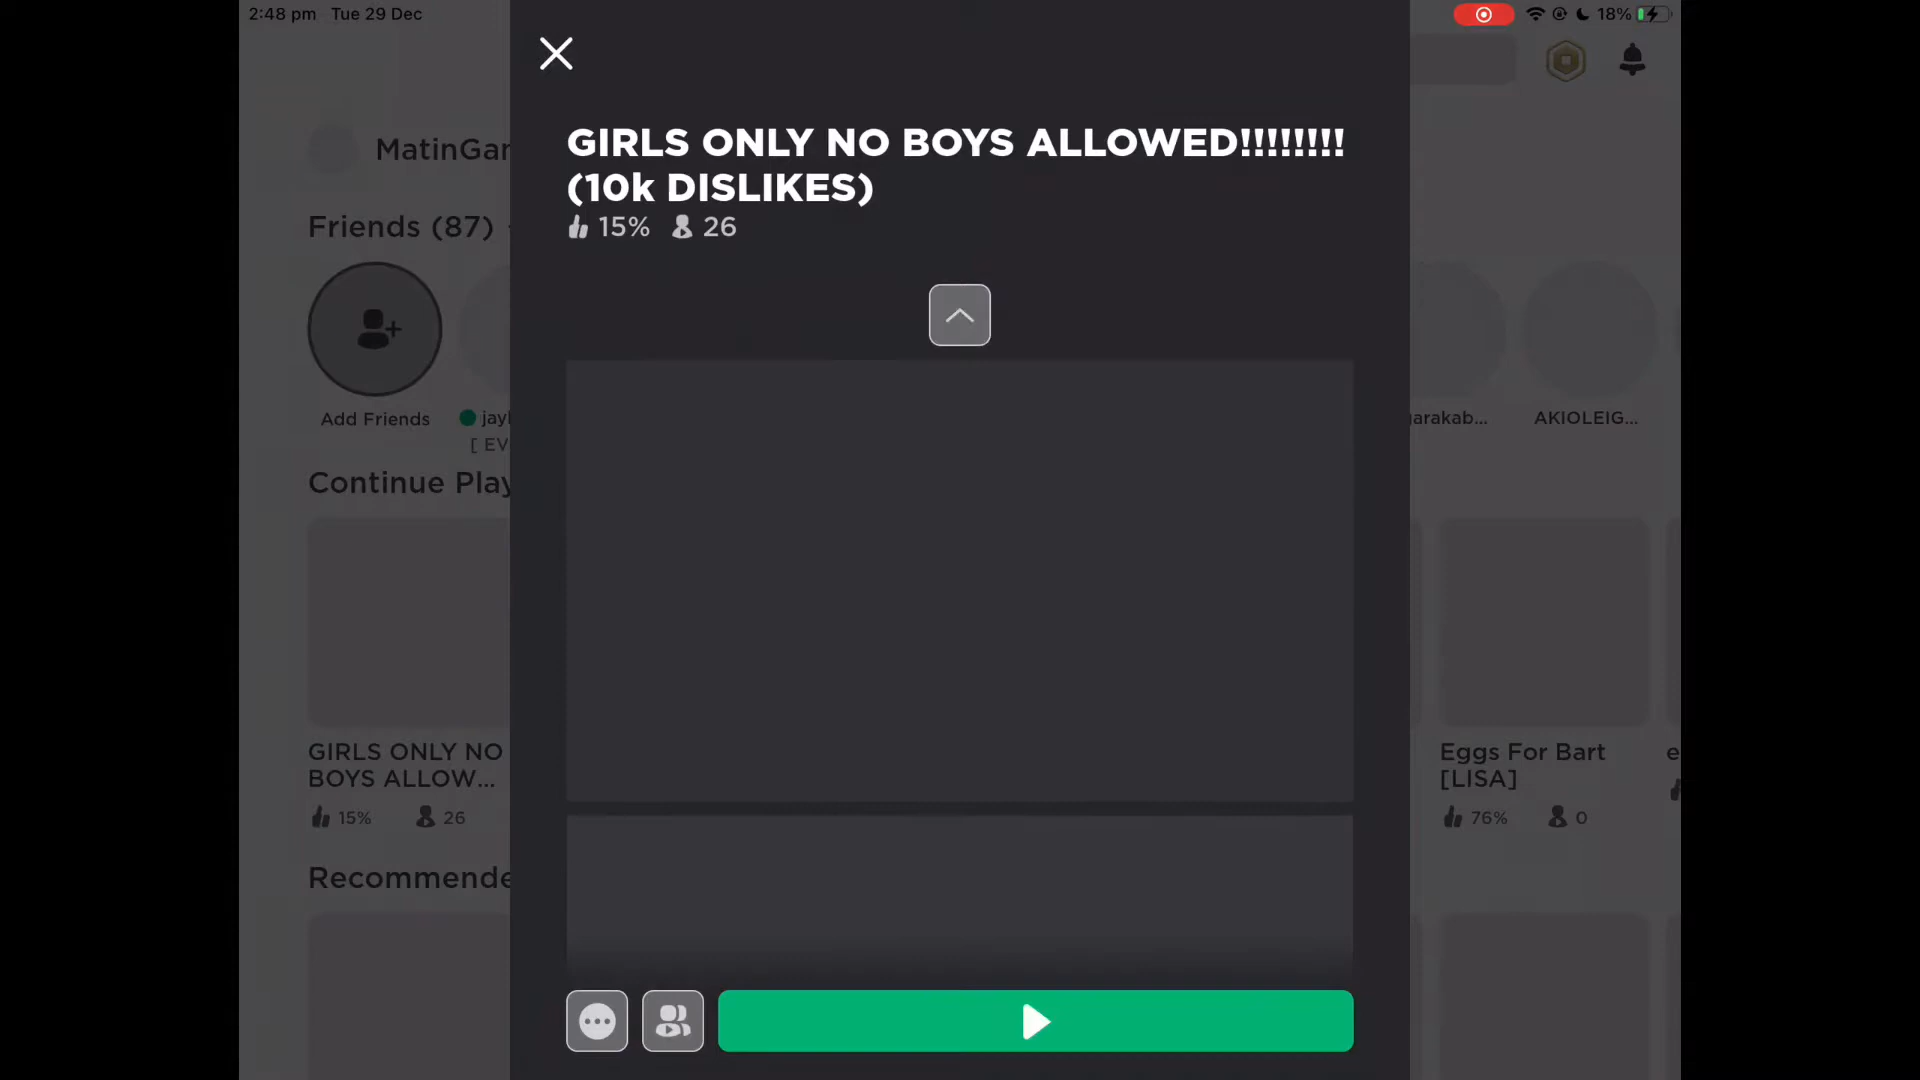 2:48 pm Tue 29 Dec
18%
GIRLS ONLY NO BOYS ALLOWED!!!!!!!!
(10k DISLIKES)
15% 26
MatinGar
Friends (87)
Add Friends
jayl
[ EV
arakab...
AKIOLEIG...
Continue Play
GIRLS ONLY NO
BOYS ALLOW...
15% 26
Eggs For Bart
[LISA]
76% 0
e
Recommende